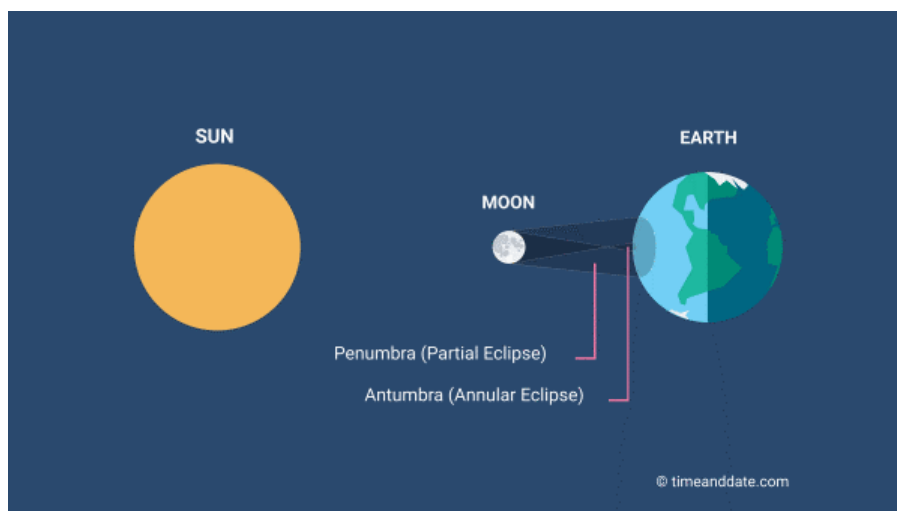 SUN
EARTH
MOON
Penumbra (Partial Eclipse)
Antumbra (Annular Eclipse)
© timeanddate.com